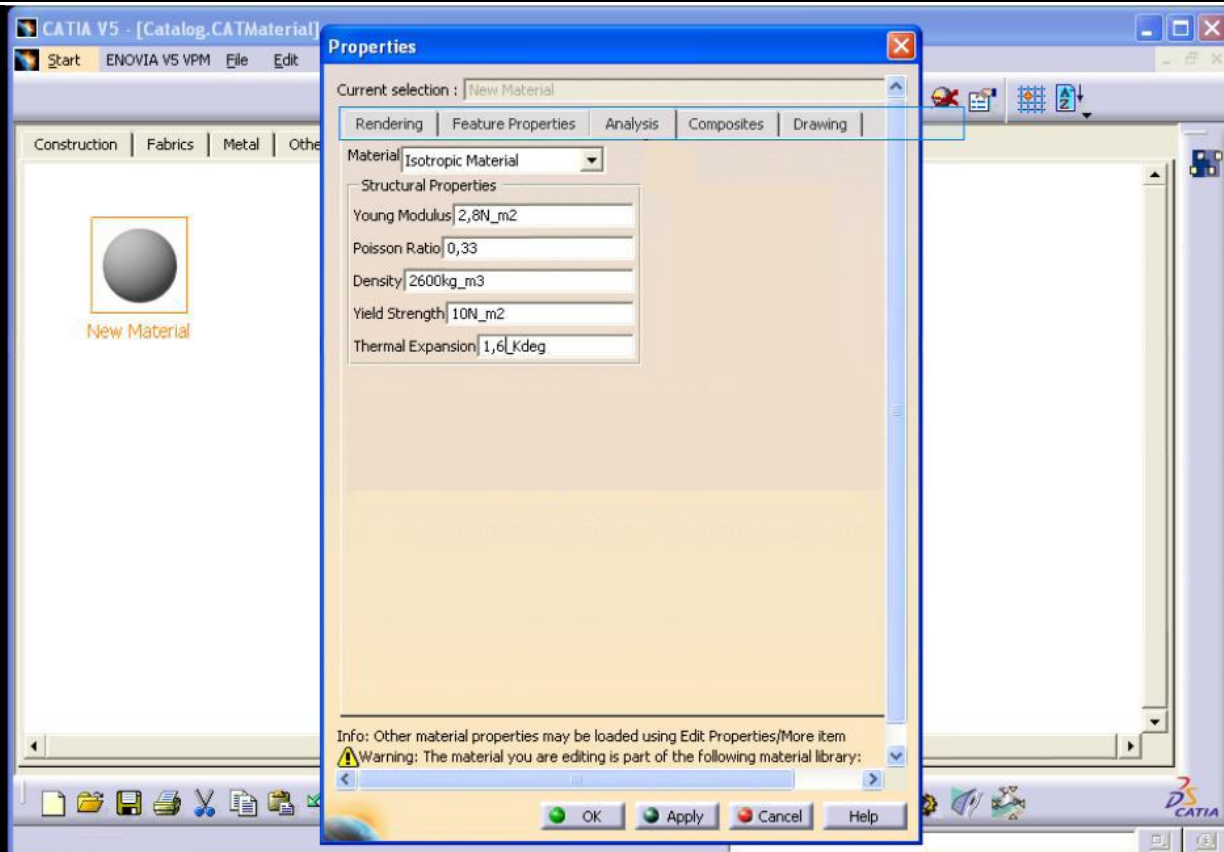 CATIA V5 - [Catalog.CATMaterial]
Start ENOVIA V5 VPM File Edit
Construction Fabrics Metal Othe
New Material
Properties
Current selection : New Material
Rendering Feature Properties Analysis Composites Drawing
Material Isotropic Material
Structural Properties
Young Modulus 2,8N_m2
Poisson Ratio 0,33
Density 2600kg_m3
Yield Strength 10N_m2
Thermal Expansion 1,6_Kdeg
Info: Other material properties may be loaded using Edit Properties/More item
Warning: The material you are editing is part of the following material library:
OK Apply Cancel Help
CATIA